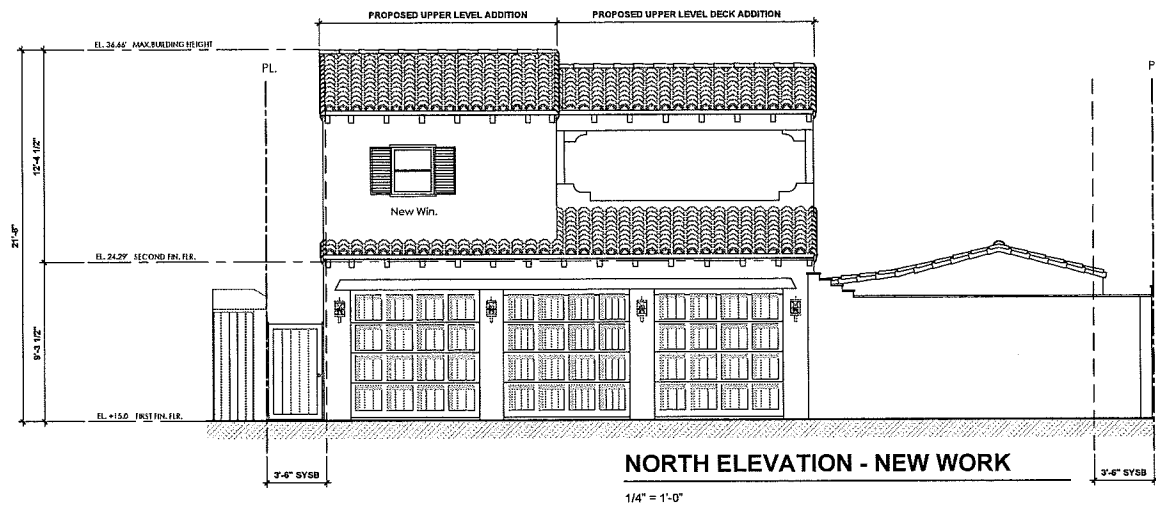 PROPOSED UPPER LEVEL ADDITION
PROPOSED UPPER LEVEL DECK ADDITION
EL. 36.66' MAX.BUILDING HEIGHT
PL.
P
12'-4 1/2"
21'-8"
New Win.
EL. 24.29' SECOND FIN. FLR.
9'-3 1/2"
EL. +15.0 FIRST FIN. FLR.
3'-6" SYSB
NORTH ELEVATION - NEW WORK
3'-6" SYSB
1/4" = 1'-0"